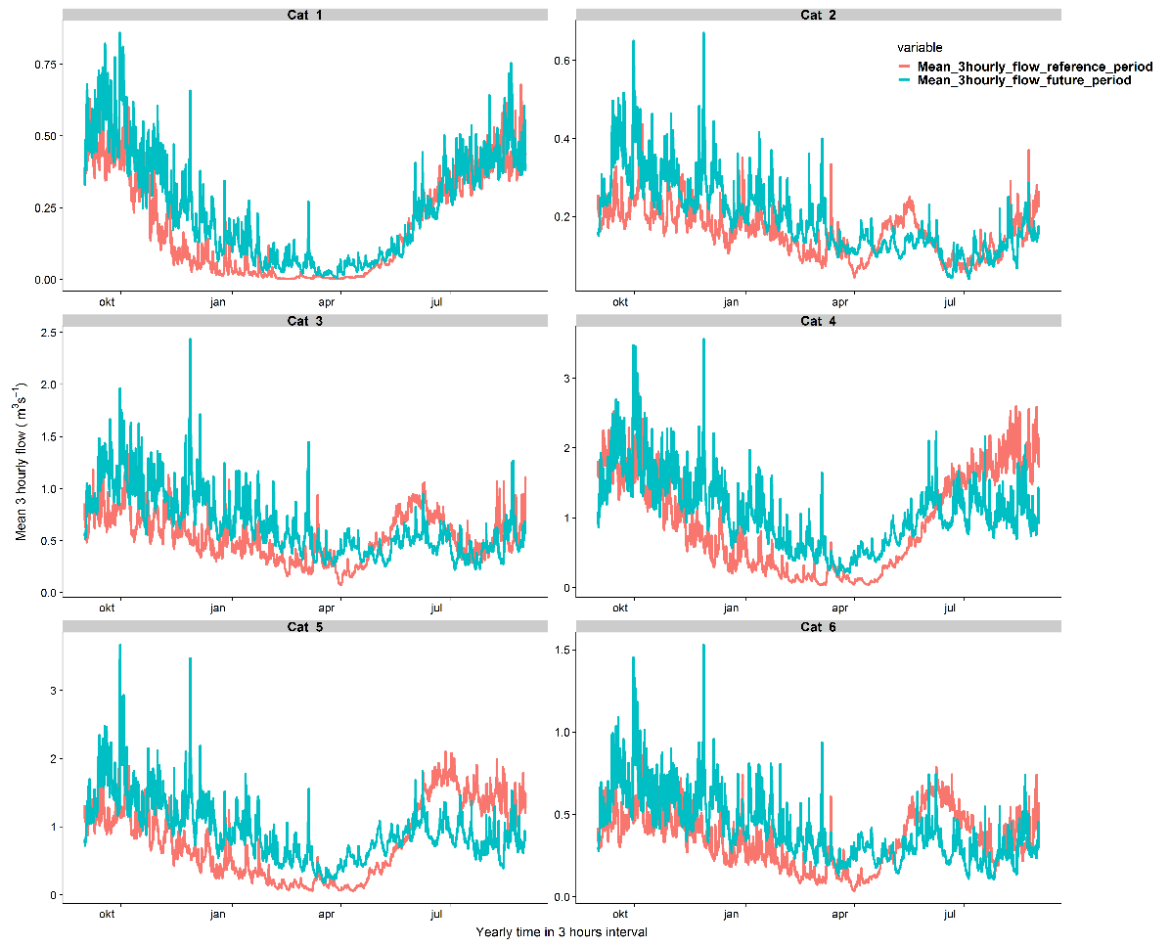 Cat 1
Cat 2
variable
Mean_3hourly_flow_reference_period
Mean_3hourly_flow_future_period
0.75
0.50
0.25
0.00
okt
jan
apr
jul
0.6
0.4
0.2
okt
jan
apr
jul
Cat 3
Cat 4
Mean 3 hourly flow ( m³s⁻¹)
2.5
2.0
1.5
1.0
0.5
0.0
okt
jan
apr
jul
3
2
1
0
okt
jan
apr
jul
Cat 5
Cat 6
3
2
1
0
okt
jan
apr
jul
1.5
1.0
0.5
0.0
okt
jan
apr
jul
Yearly time in 3 hours interval